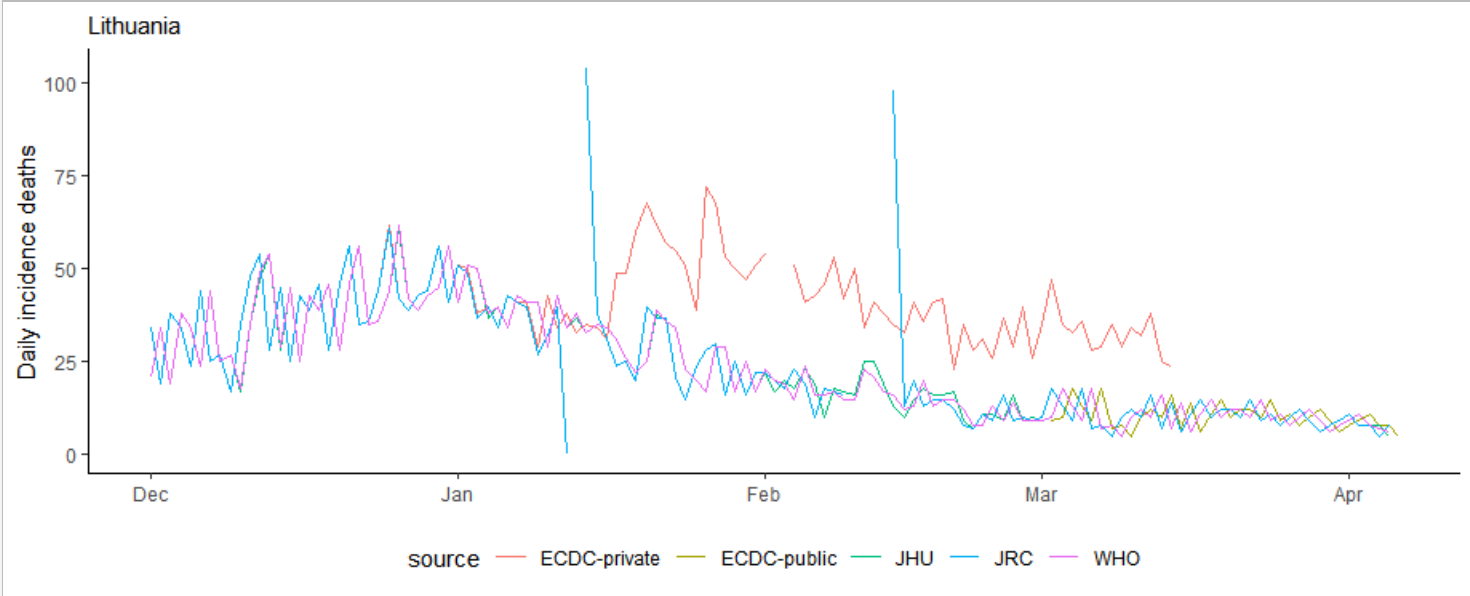 Lithuania
Daily incidence deaths
100
75
50
25
0
Dec Jan Feb Mar Apr
source ECDC-private ECDC-public JHU JRC WHO